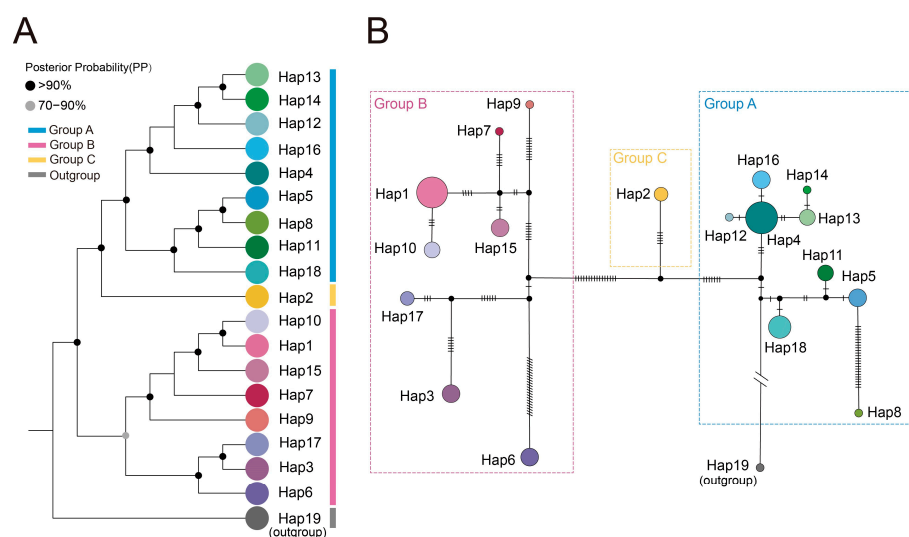 A
Posterior Probability(PP)
>90%
70–90%
Group A
Group B
Group C
Outgroup
Hap13
Hap14
Hap12
Hap16
Hap4
Hap5
Hap8
Hap11
Hap18
Hap2
Hap10
Hap1
Hap15
Hap7
Hap9
Hap17
Hap3
Hap6
Hap19
(outgroup)
B
Group B
Hap9
Hap7
Hap1
Hap10
Hap15
Hap17
Hap3
Hap6
Group C
Hap2
Group A
Hap16
Hap14
Hap12
Hap4
Hap13
Hap11
Hap5
Hap18
Hap8
Hap19
(outgroup)